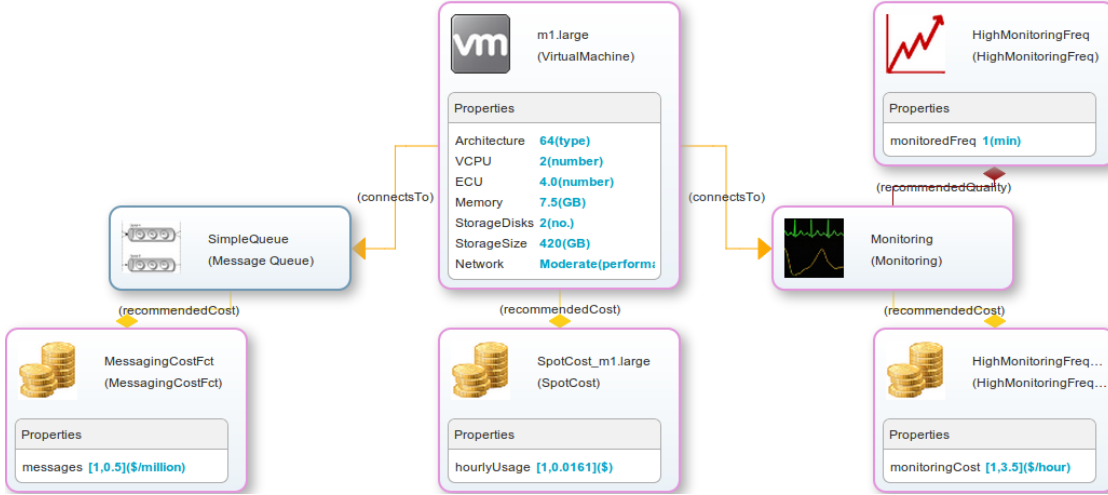 m1.large
(VirtualMachine)
Properties
Architecture 64(type)
VCPU 2(number)
ECU 4.0(number)
Memory 7.5(GB)
StorageDisks 2(no.)
StorageSize 420(GB)
Network Moderate(performa
HighMonitoringFreq
(HighMonitoringFreq)
Properties
monitoredFreq 1(min)
(connectsTo)
(connectsTo)
(recommendedQuality)
SimpleQueue
(Message Queue)
Monitoring
(Monitoring)
(recommendedCost)
(recommendedCost)
(recommendedCost)
MessagingCostFct
(MessagingCostFct)
Properties
messages [1,0.5]($/million)
SpotCost_m1.large
(SpotCost)
Properties
hourlyUsage [1,0.0161]($)
HighMonitoringFreq...
(HighMonitoringFreq...
Properties
monitoringCost [1,3.5]($/hour)